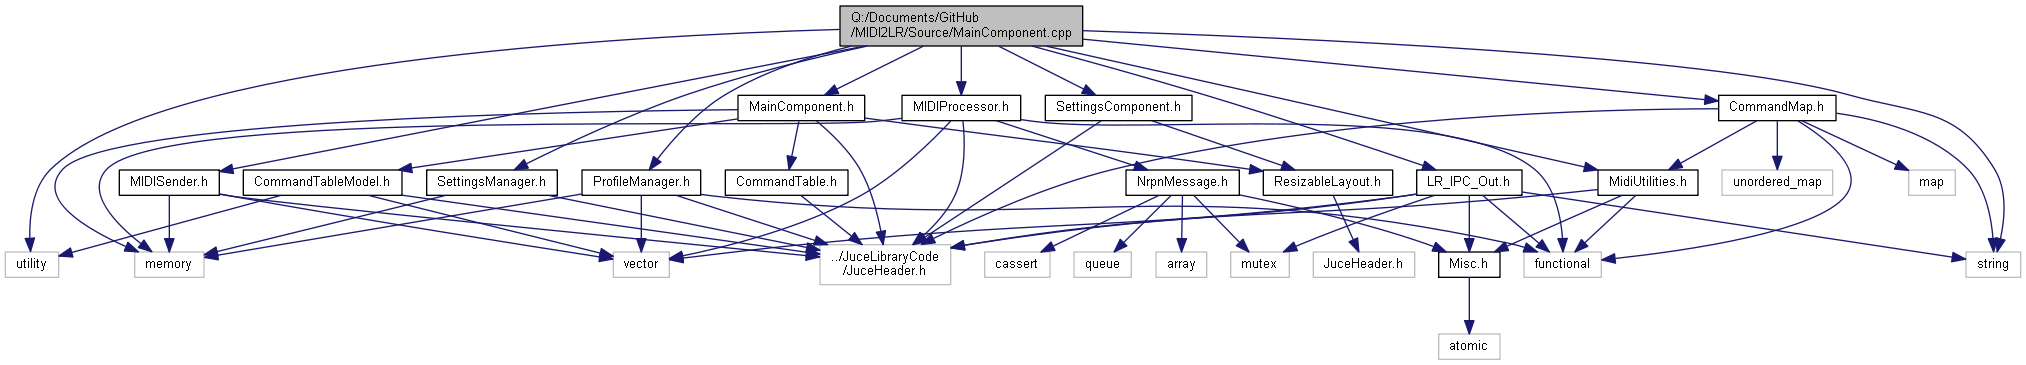 Q:/Documents/GitHub
/MIDI2LR/Source/MainComponent.cpp
MainComponent.h
MIDIProcessor.h
SettingsComponent.h
CommandMap.h
MIDISender.h
CommandTableModel.h
SettingsManager.h
ProfileManager.h
CommandTable.h
NrpnMessage.h
ResizableLayout.h
LR_IPC_Out.h
MidiUtilities.h
unordered_map
map
utility
memory
vector
../JuceLibraryCode
/JuceHeader.h
cassert
queue
array
mutex
JuceHeader.h
Misc.h
functional
string
atomic